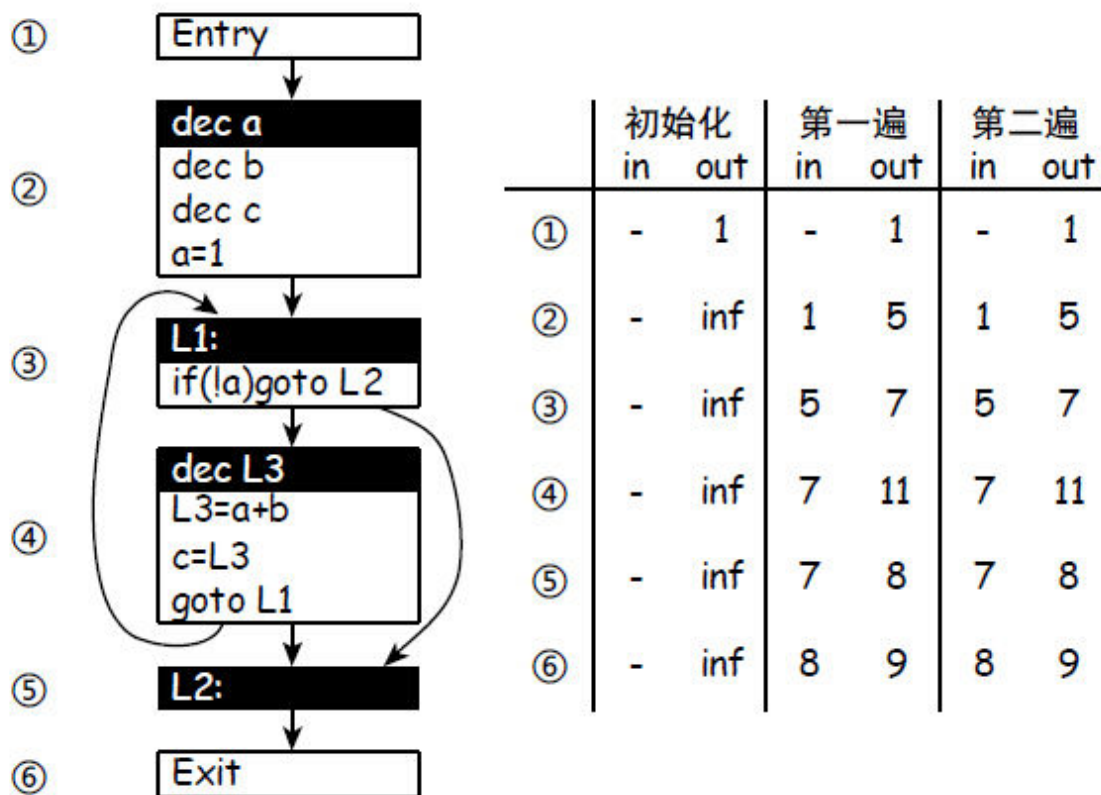 ① Entry
② dec a
dec b
dec c
a=1
③ L1:
if(!a)goto L2
④ dec L3
L3=a+b
c=L3
goto L1
⑤ L2:
⑥ Exit
初始化 第一遍 第二遍
in out in out in out
① - 1 - 1 - 1
② - inf 1 5 1 5
③ - inf 5 7 5 7
④ - inf 7 11 7 11
⑤ - inf 7 8 7 8
⑥ - inf 8 9 8 9